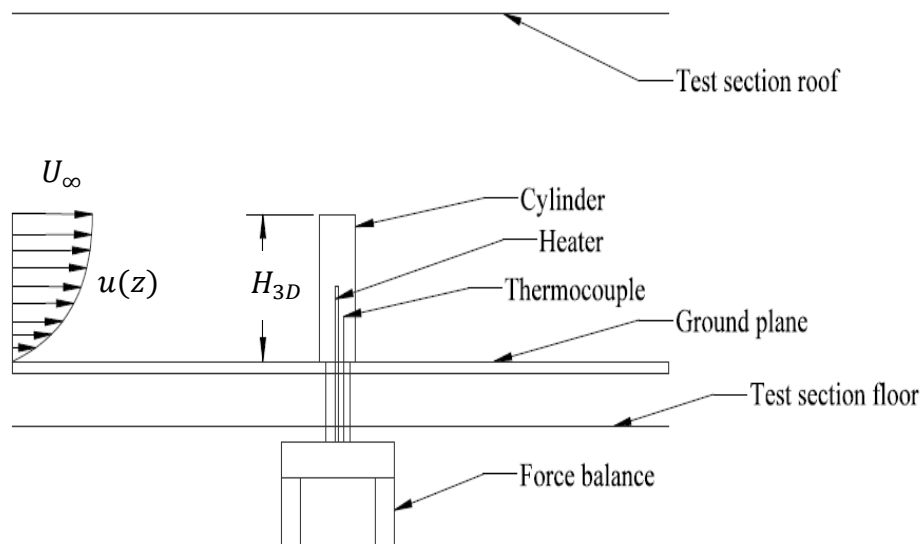 Test section roof
U∞
Cylinder
Heater
u(z)
H3D
Thermocouple
Ground plane
Test section floor
Force balance